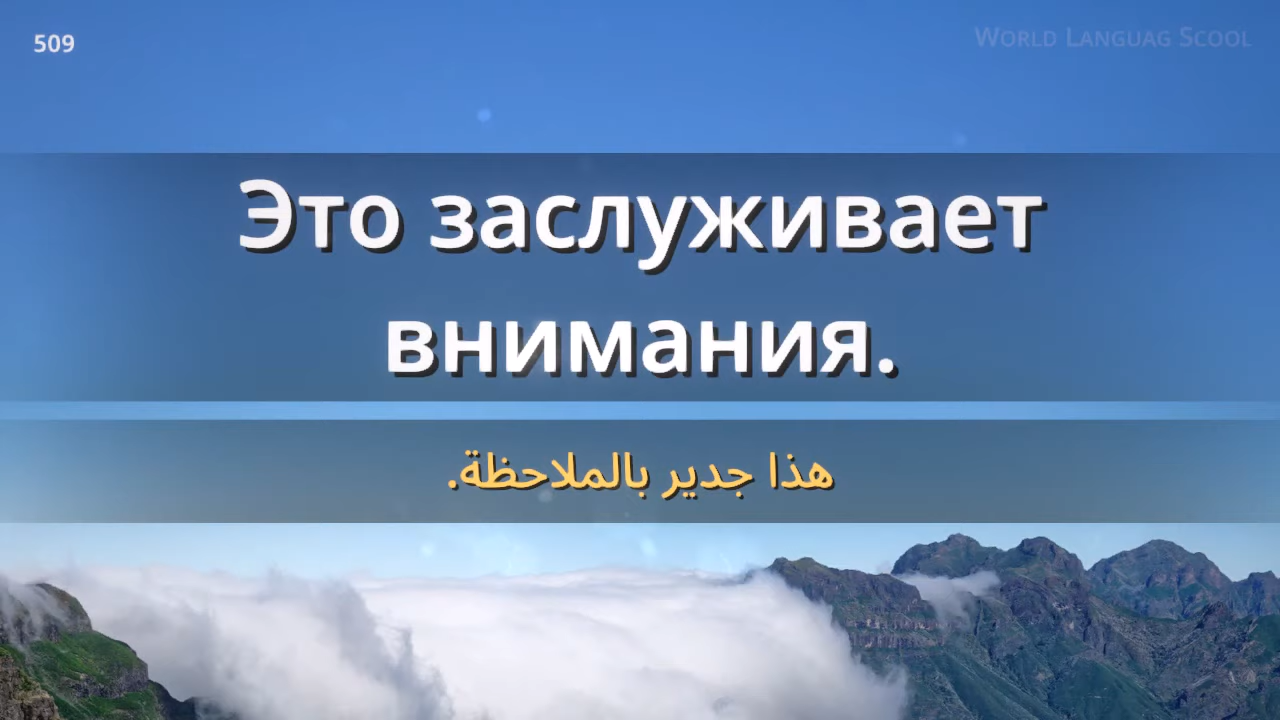 509
World Languag Scool
Это заслуживает
внимания.
هذا جدير بالملاحظة.